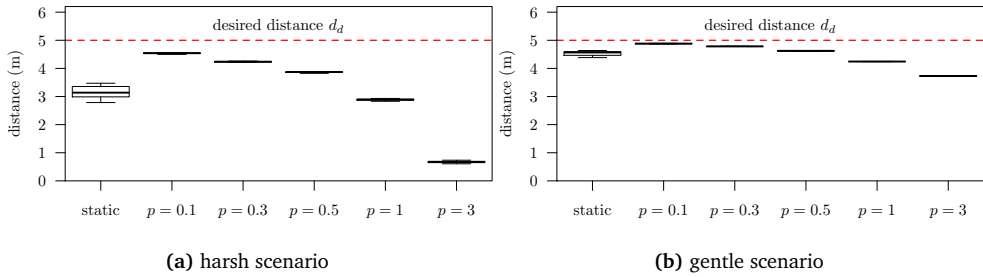 desired distance d_d
distance (m)
6
5
4
3
2
1
0
static p = 0.1 p = 0.3 p = 0.5 p = 1 p = 3
(a) harsh scenario
desired distance d_d
distance (m)
6
5
4
3
2
1
0
static p = 0.1 p = 0.3 p = 0.5 p = 1 p = 3
(b) gentle scenario